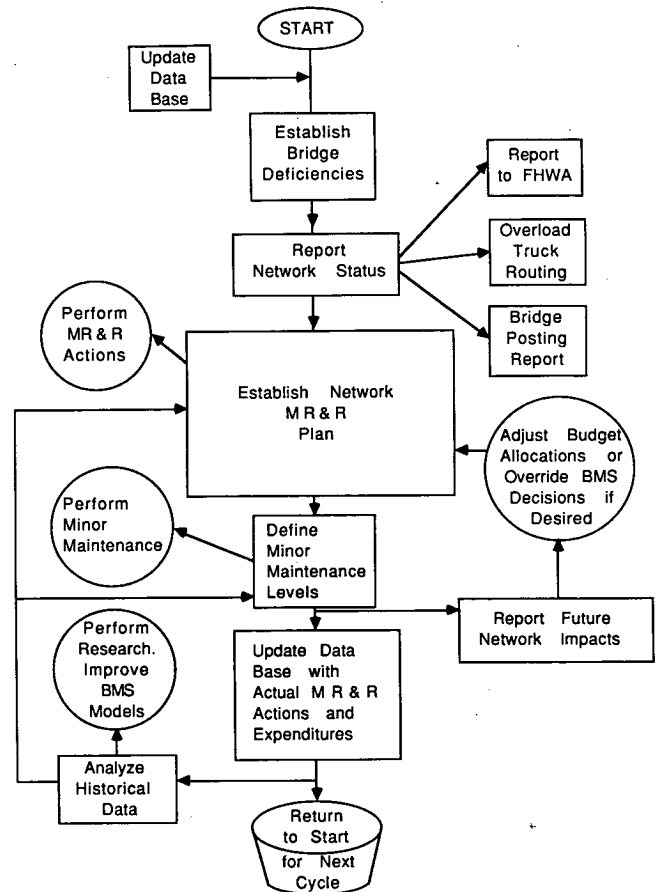 START
Update
Data
Base
Establish
Bridge
Deficiencies
Report
to FHWA
Report
Network Status
Overload
Truck
Routing
Bridge
Posting
Report
Perform
MR & R
Actions
Establish Network
MR & R
Plan
Adjust Budget
Allocations or
Override BMS
Decisions if
Desired
Perform
Minor
Maintenance
Define
Minor
Maintenance
Levels
Report Future
Network Impacts
Perform
Research.
Improve
BMS
Models
Update Data
Base with
Actual MR & R
Actions and
Expenditures
Analyze
Historical
Data
Return
to Start
for Next
Cycle